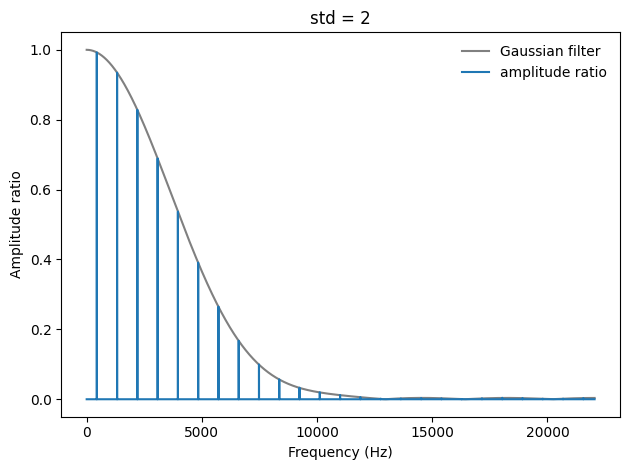 std = 2
Gaussian filter
amplitude ratio
Amplitude ratio
1.0
0.8
0.6
0.4
0.2
0.0
0 5000 10000 15000 20000
Frequency (Hz)